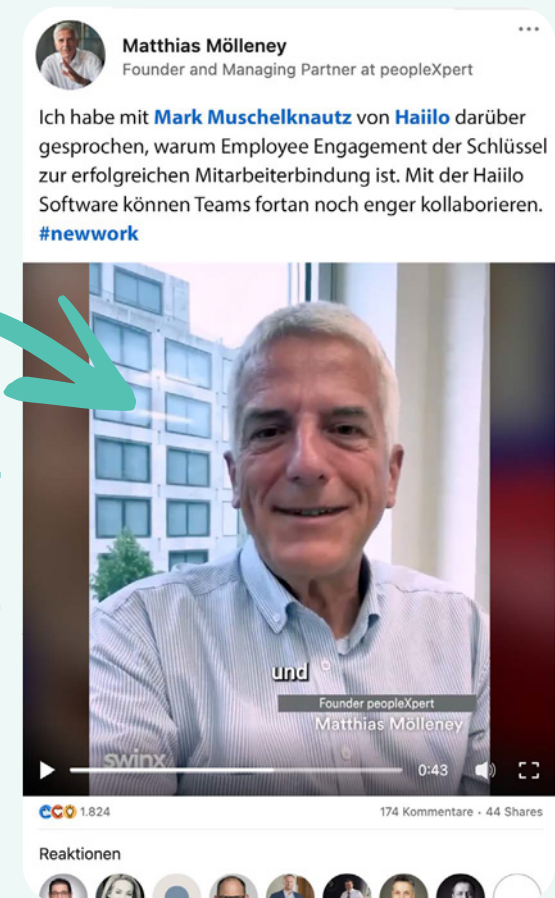 Matthias Mölleney
Founder and Managing Partner at peopleXpert
Ich habe mit Mark Muschelknautz von Haiilo darüber
gesprochen, warum Employee Engagement der Schlüssel
zur erfolgreichen Mitarbeiterbindung ist. Mit der Haiilo
Software können Teams fortan noch enger kollaborieren.
#newwork
und
Founder peopleXpert
Matthias Mölleney
swinx
0:43
1.824
174 Kommentare · 44 Shares
Reaktionen